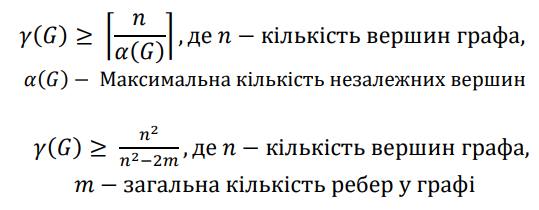 γ(G) ≥ ⌈n/α(G)⌉, де n − кількість вершин графа,
α(G) − Максимальна кількість незалежних вершин
γ(G) ≥ n²/(n²−2m), де n − кількість вершин графа,
m − загальна кількість ребер у графі